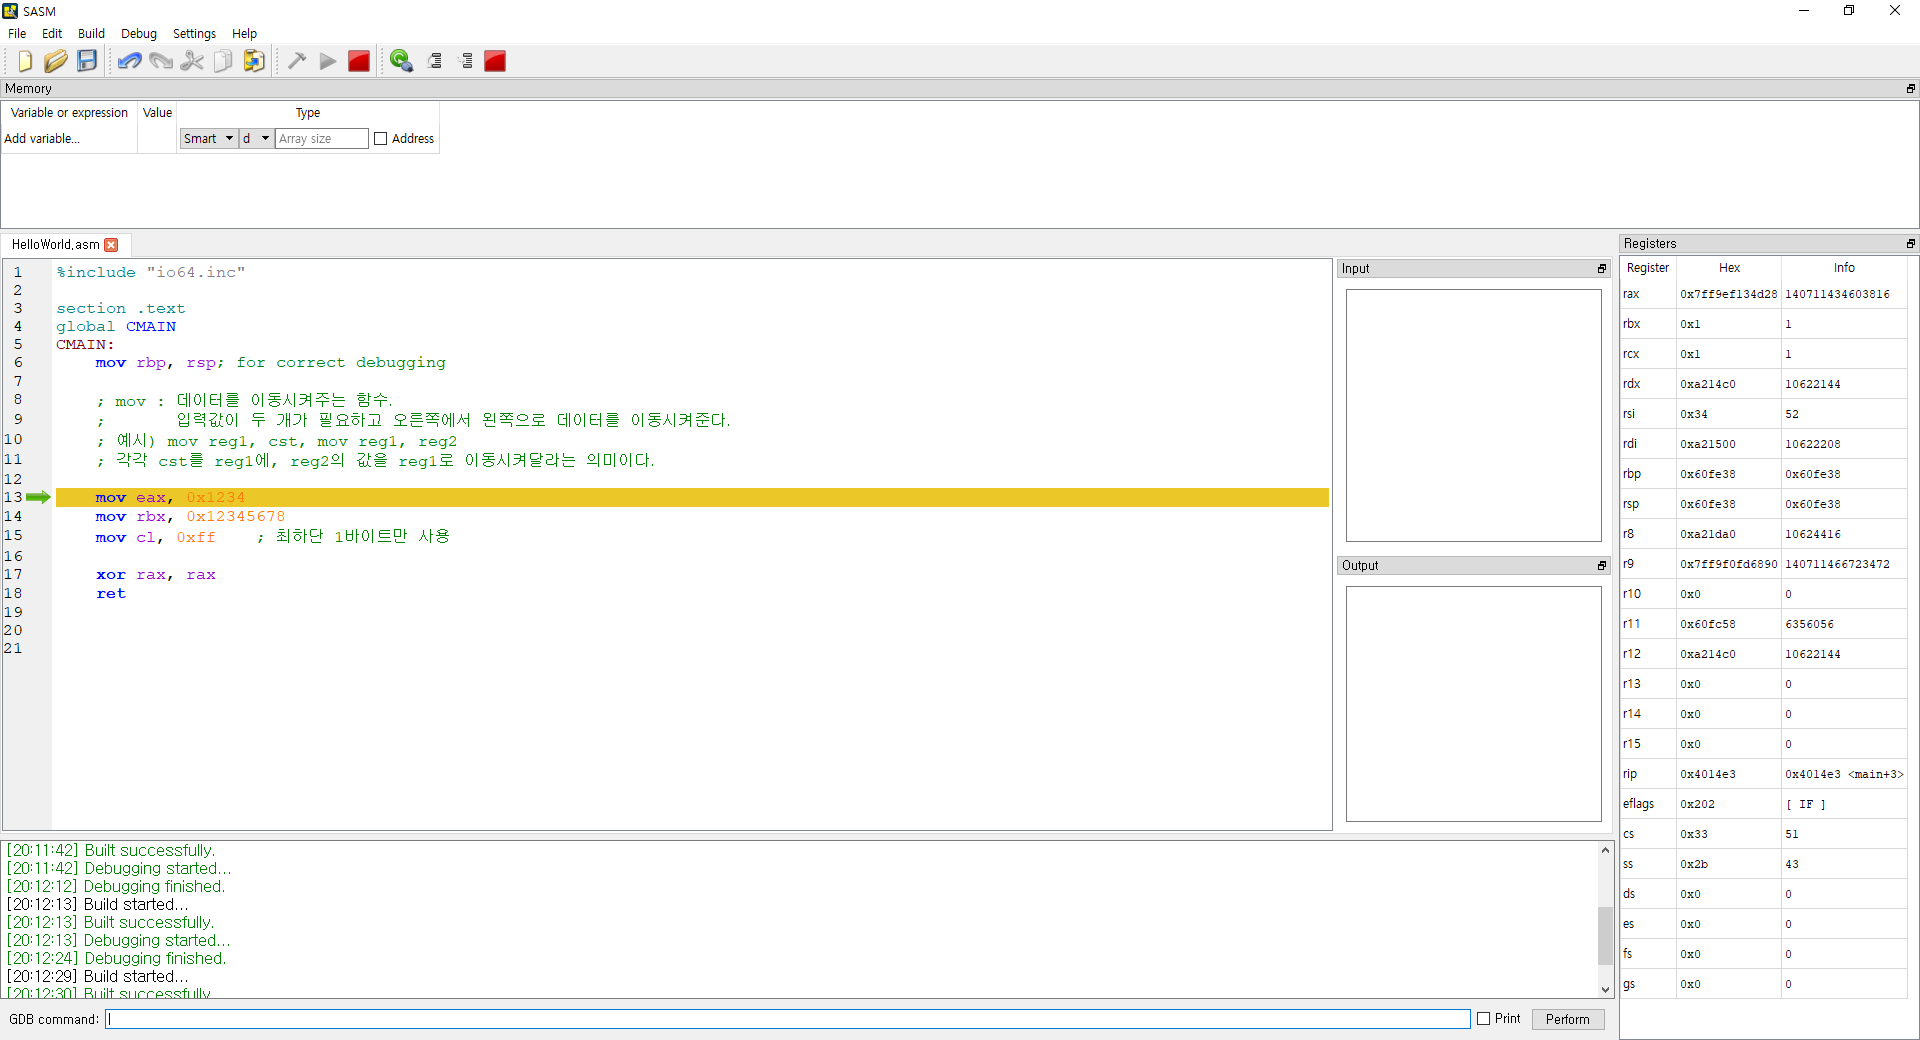 SASM
File Edit Build Debug Settings Help
Memory
Variable or expression Value Type
Add variable... Smart d Array size Address
HelloWorld.asm
1 %include "io64.inc"
2
3 section .text
4 global CMAIN
5 CMAIN:
6 mov rbp, rsp; for correct debugging
7
8 ; mov : 데이터를 이동시켜주는 함수.
9 ; 입력값이 두 개가 필요하고 오른쪽에서 왼쪽으로 데이터를 이동시켜준다.
10 ; 예시) mov reg1, cst, mov reg1, reg2
11 ; 각각 cst를 reg1에, reg2의 값을 reg1로 이동시켜달라는 의미이다.
12
13 mov eax, 0x1234
14 mov rbx, 0x12345678
15 mov cl, 0xff ; 최하단 1바이트만 사용
16
17 xor rax, rax
18 ret
19
20
21
Input
Output
Registers
Register Hex Info
rax 0x7ff9ef134d28 140711434603816
rbx 0x1 1
rcx 0x1 1
rdx 0xa214c0 10622144
rsi 0x34 52
rdi 0xa21500 10622208
rbp 0x60fe38 0x60fe38
rsp 0x60fe38 0x60fe38
r8 0xa21da0 10624416
r9 0x7ff9f0fd6890 140711466723472
r10 0x0 0
r11 0x60fc58 6356056
r12 0xa214c0 10622144
r13 0x0 0
r14 0x0 0
r15 0x0 0
rip 0x4014e3 0x4014e3 <main+3>
eflags 0x202 [ IF ]
cs 0x33 51
ss 0x2b 43
ds 0x0 0
es 0x0 0
fs 0x0 0
gs 0x0 0
[20:11:42] Built successfully.
[20:11:42] Debugging started...
[20:12:12] Debugging finished.
[20:12:13] Build started...
[20:12:13] Built successfully.
[20:12:13] Debugging started...
[20:12:24] Debugging finished.
[20:12:29] Build started...
[20:12:30] Built successfully.
GDB command: Print Perform